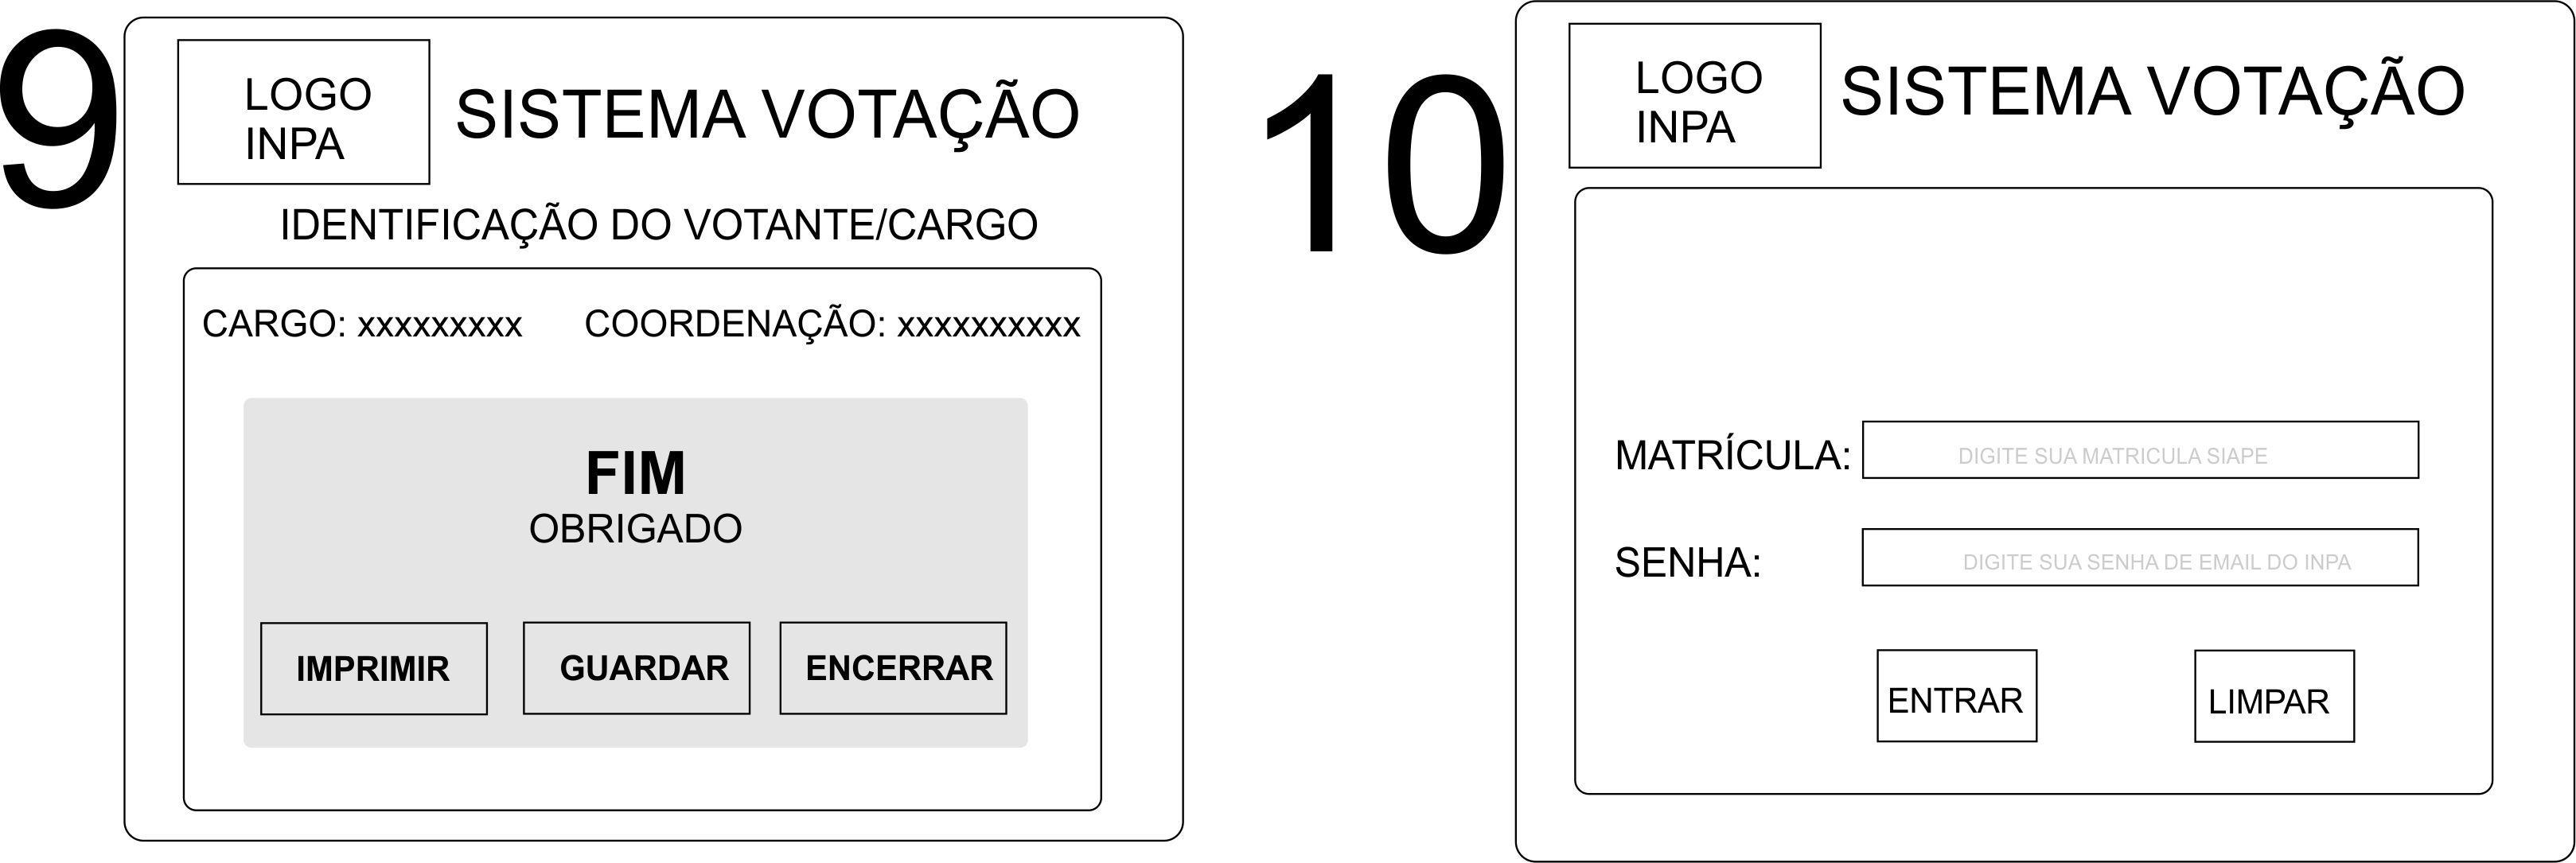 9
LOGO
INPA
SISTEMA VOTAÇÃO
IDENTIFICAÇÃO DO VOTANTE/CARGO
CARGO: xxxxxxxxx COORDENAÇÃO: xxxxxxxxxx
FIM
OBRIGADO
IMPRIMIR GUARDAR ENCERRAR
10
LOGO
INPA
SISTEMA VOTAÇÃO
MATRÍCULA: DIGITE SUA MATRICULA SIAPE
SENHA: DIGITE SUA SENHA DE EMAIL DO INPA
ENTRAR LIMPAR